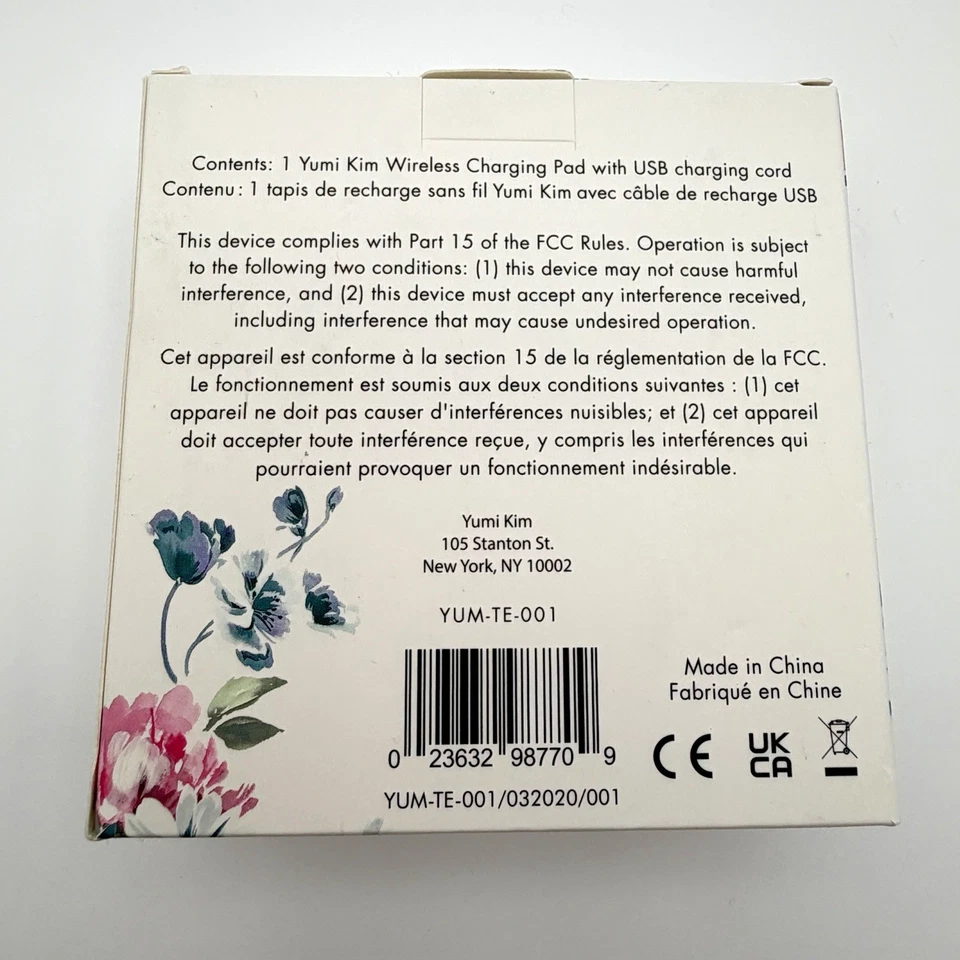 Contents: 1 Yumi Kim Wireless Charging Pad with USB charging cord
Contenu: 1 tapis de recharge sans fil Yumi Kim avec câble de recharge USB
This device complies with Part 15 of the FCC Rules. Operation is subject
to the following two conditions: (1) this device may not cause harmful
interference, and (2) this device must accept any interference received,
including interference that may cause undesired operation.
Cet appareil est conforme à la section 15 de la réglementation de la FCC.
Le fonctionnement est soumis aux deux conditions suivantes : (1) cet
appareil ne doit pas causer d'interférences nuisibles; et (2) cet appareil
doit accepter toute interférence reçue, y compris les interférences qui
pourraient provoquer un fonctionnement indésirable.
Yumi Kim
105 Stanton St.
New York, NY 10002
YUM-TE-001
0 23632 98770 9
YUM-TE-001/032020/001
Made in China
Fabriqué en Chine
CE
UK
CA